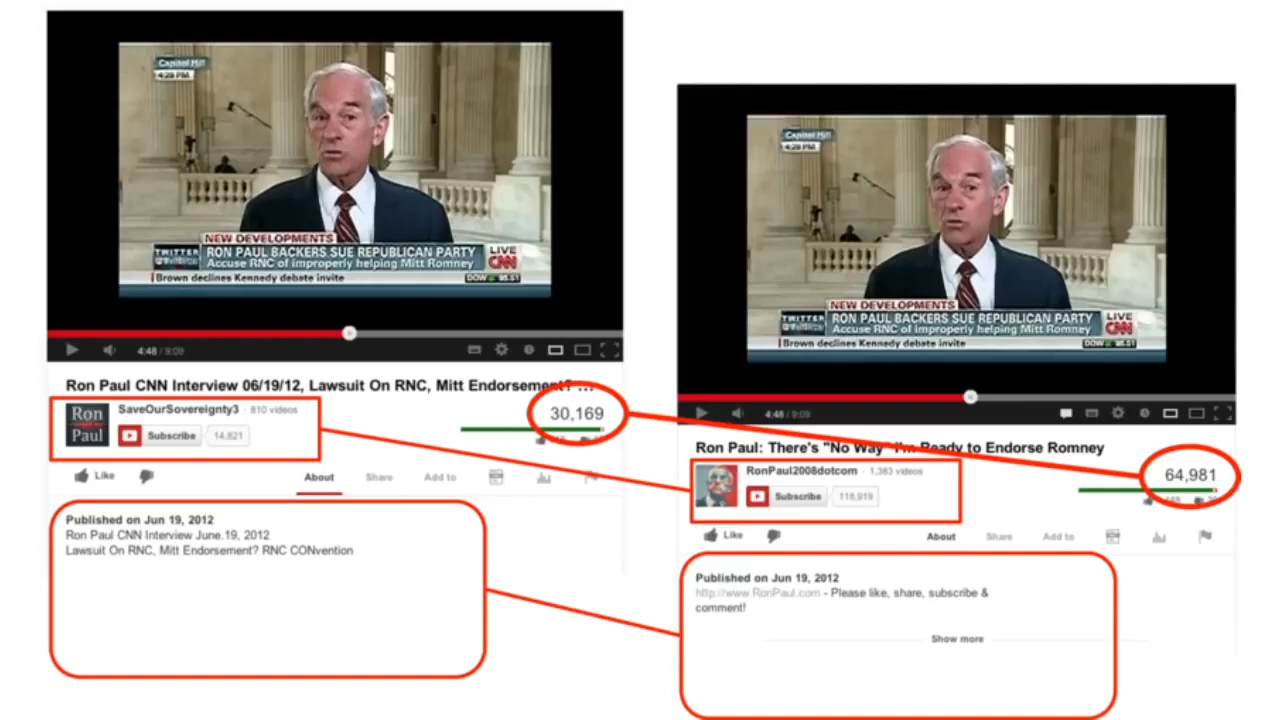 Capitol Hill
4:28 PM
NEW DEVELOPMENTS
TWITTER
RON PAUL BACKERS SUE REPUBLICAN PARTY
Accuse RNC of improperly helping Mitt Romney
LIVE
CNN
Brown declines Kennedy debate invite
DOW 95.51
4:48 / 9:09
Ron Paul CNN Interview 06/19/12, Lawsuit On RNC, Mitt Endorsement? ...
Ron Paul
SaveOurSovereignty3 · 810 videos
Subscribe 14,821
30,169
Like
About Share Add to
Published on Jun 19, 2012
Ron Paul CNN Interview June.19, 2012
Lawsuit On RNC, Mitt Endorsement? RNC CONvention
Capitol Hill
4:28 PM
NEW DEVELOPMENTS
TWITTER
RON PAUL BACKERS SUE REPUBLICAN PARTY
Accuse RNC of improperly helping Mitt Romney
LIVE
CNN
Brown declines Kennedy debate invite
DOW 95.51
4:48 / 9:09
Ron Paul: There's "No Way" I'm Ready to Endorse Romney
RonPaul2008dotcom · 1,383 videos
Subscribe 118,919
64,981
Like
About Share Add to
Published on Jun 19, 2012
http://www.RonPaul.com - Please like, share, subscribe &
comment!
Show more